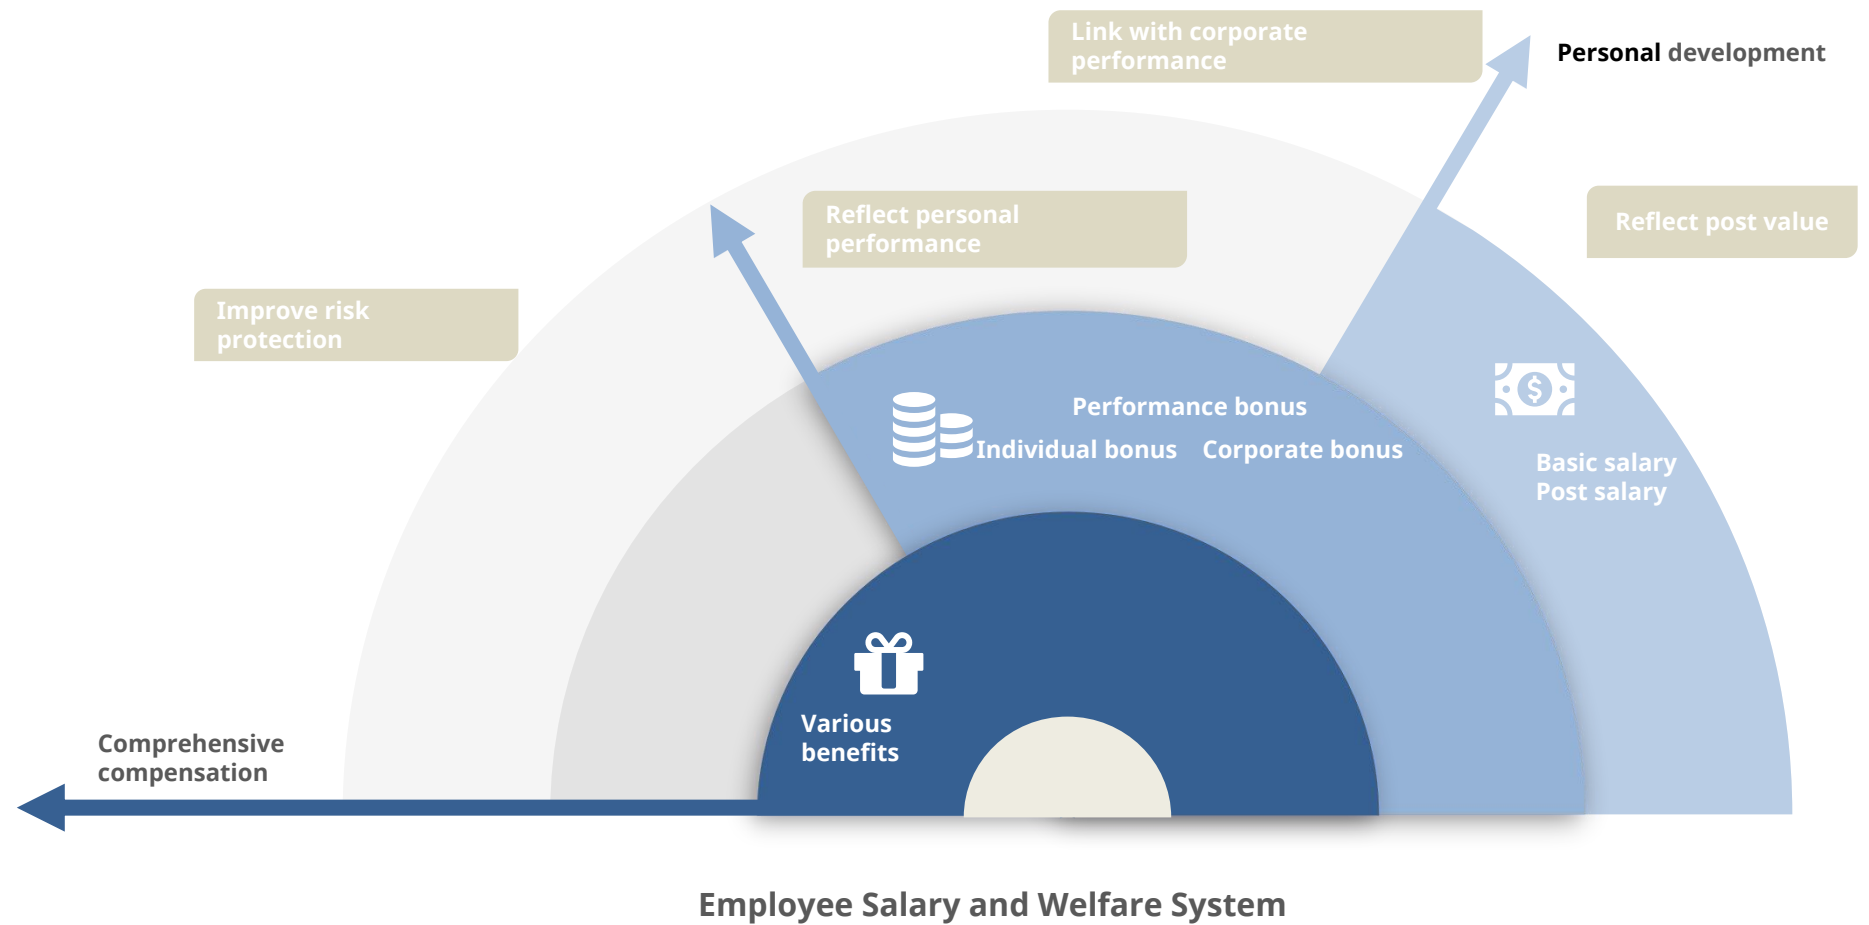 Link with corporate
performance
Personal development
Reflect personal
performance
Reflect post value
Improve risk
protection
Performance bonus
Individual bonus
Corporate bonus
Basic salary
Post salary
Various
benefits
Comprehensive
compensation
Employee Salary and Welfare System